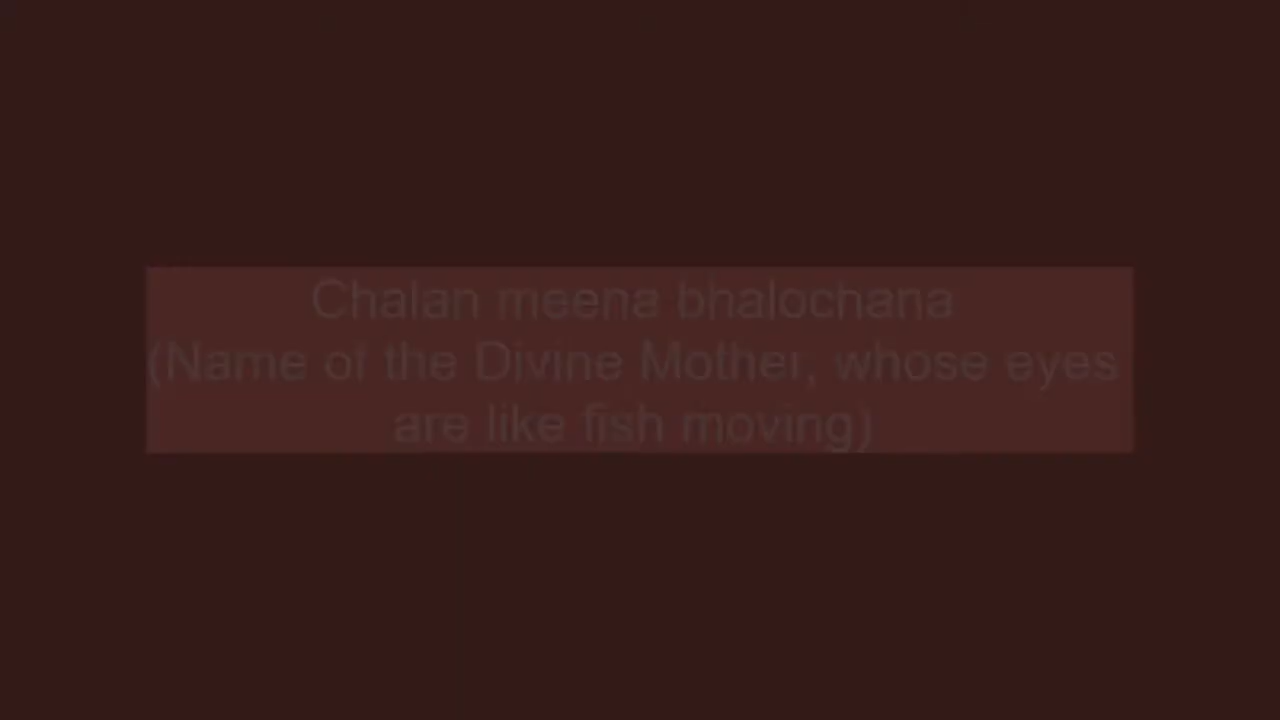 Chalan meena bhalochana
(Name of the Divine Mother, whose eyes
are like fish moving)